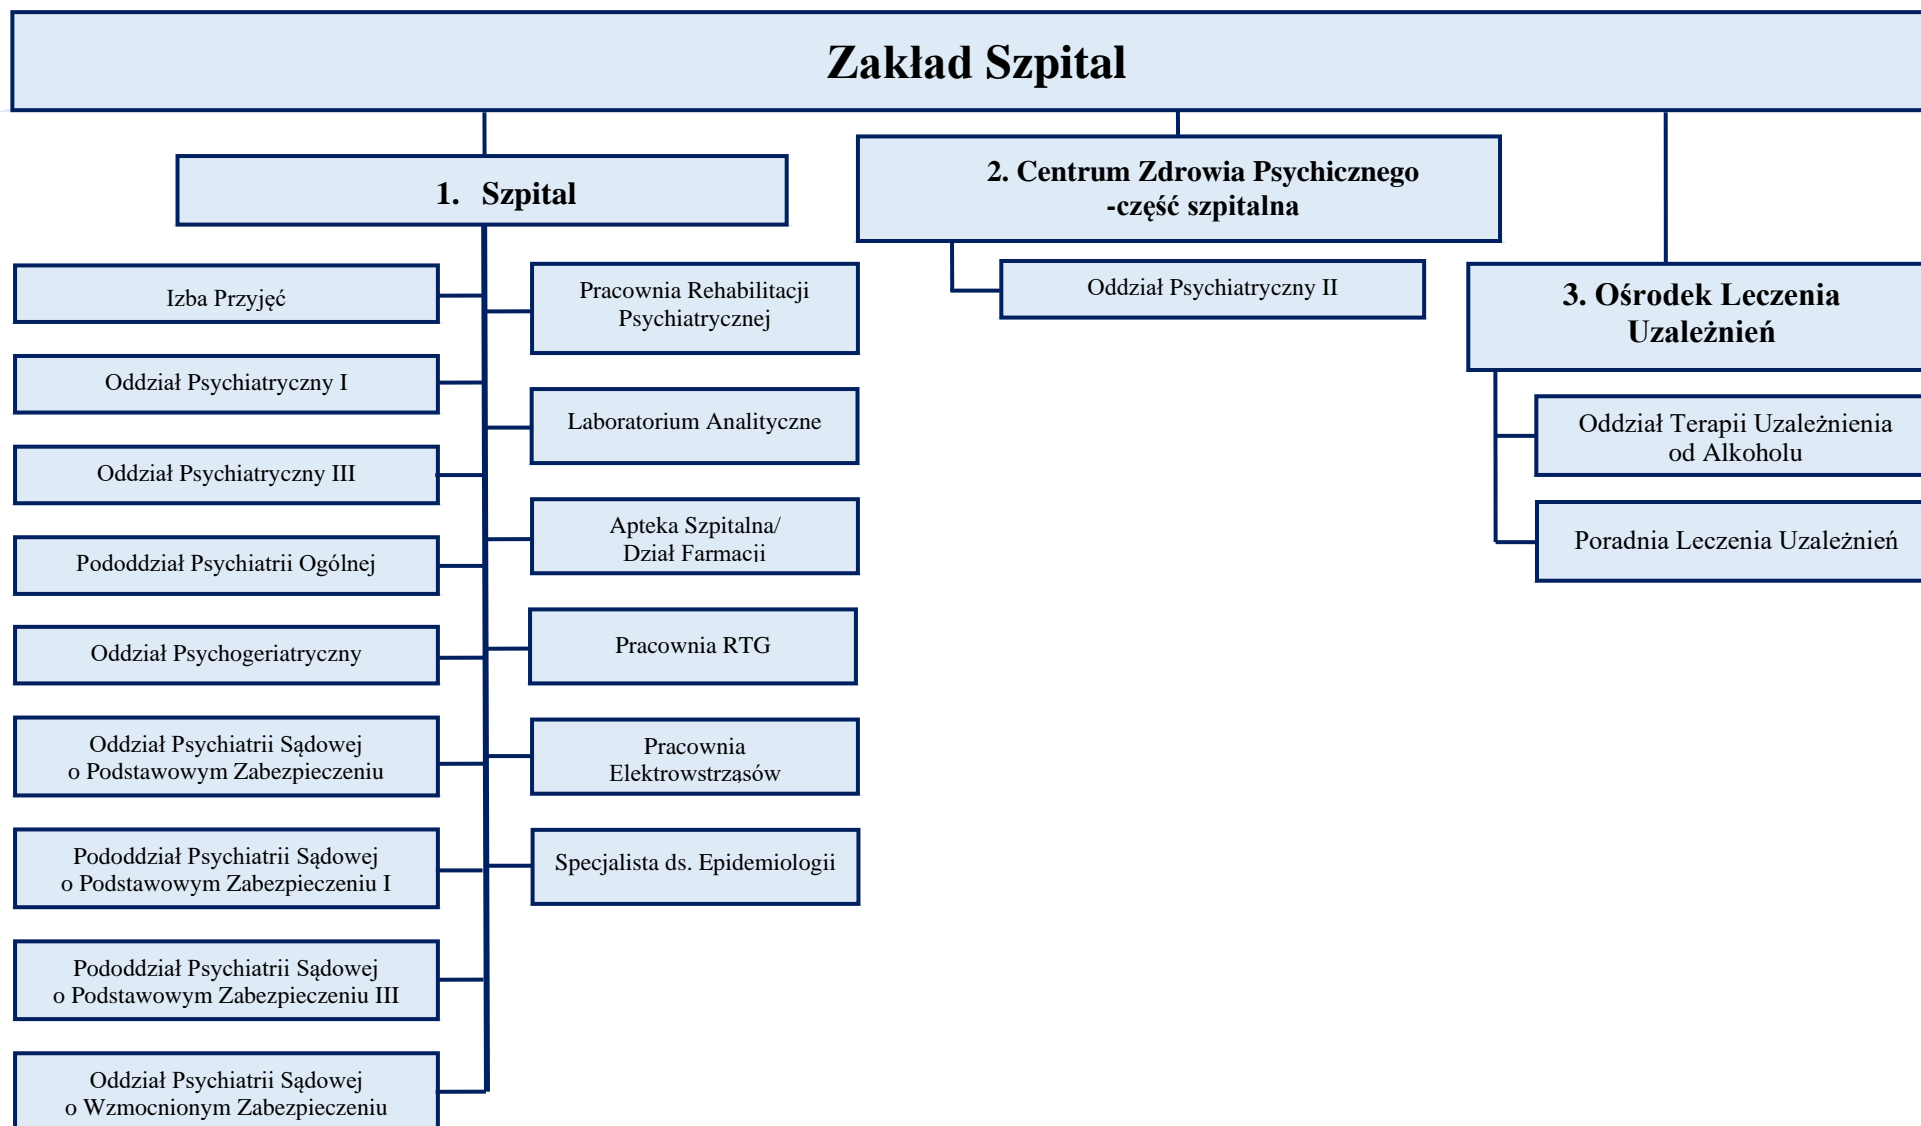 Zakład Szpital
1. Szpital
Izba Przyjęć
Oddział Psychiatryczny I
Oddział Psychiatryczny III
Pododdział Psychiatrii Ogólnej
Oddział Psychogeriatryczny
Oddział Psychiatrii Sądowej
o Podstawowym Zabezpieczeniu
Pododdział Psychiatrii Sądowej
o Podstawowym Zabezpieczeniu I
Pododdział Psychiatrii Sądowej
o Podstawowym Zabezpieczeniu III
Oddział Psychiatrii Sądowej
o Wzmocnionym Zabezpieczeniu
Pracownia Rehabilitacji
Psychiatrycznej
Laboratorium Analityczne
Apteka Szpitalna/
Dział Farmacji
Pracownia RTG
Pracownia
Elektrowstrząsów
Specjalista ds. Epidemiologii
2. Centrum Zdrowia Psychicznego
-część szpitalna
Oddział Psychiatryczny II
3. Ośrodek Leczenia
Uzależnień
Oddział Terapii Uzależnienia
od Alkoholu
Poradnia Leczenia Uzależnień